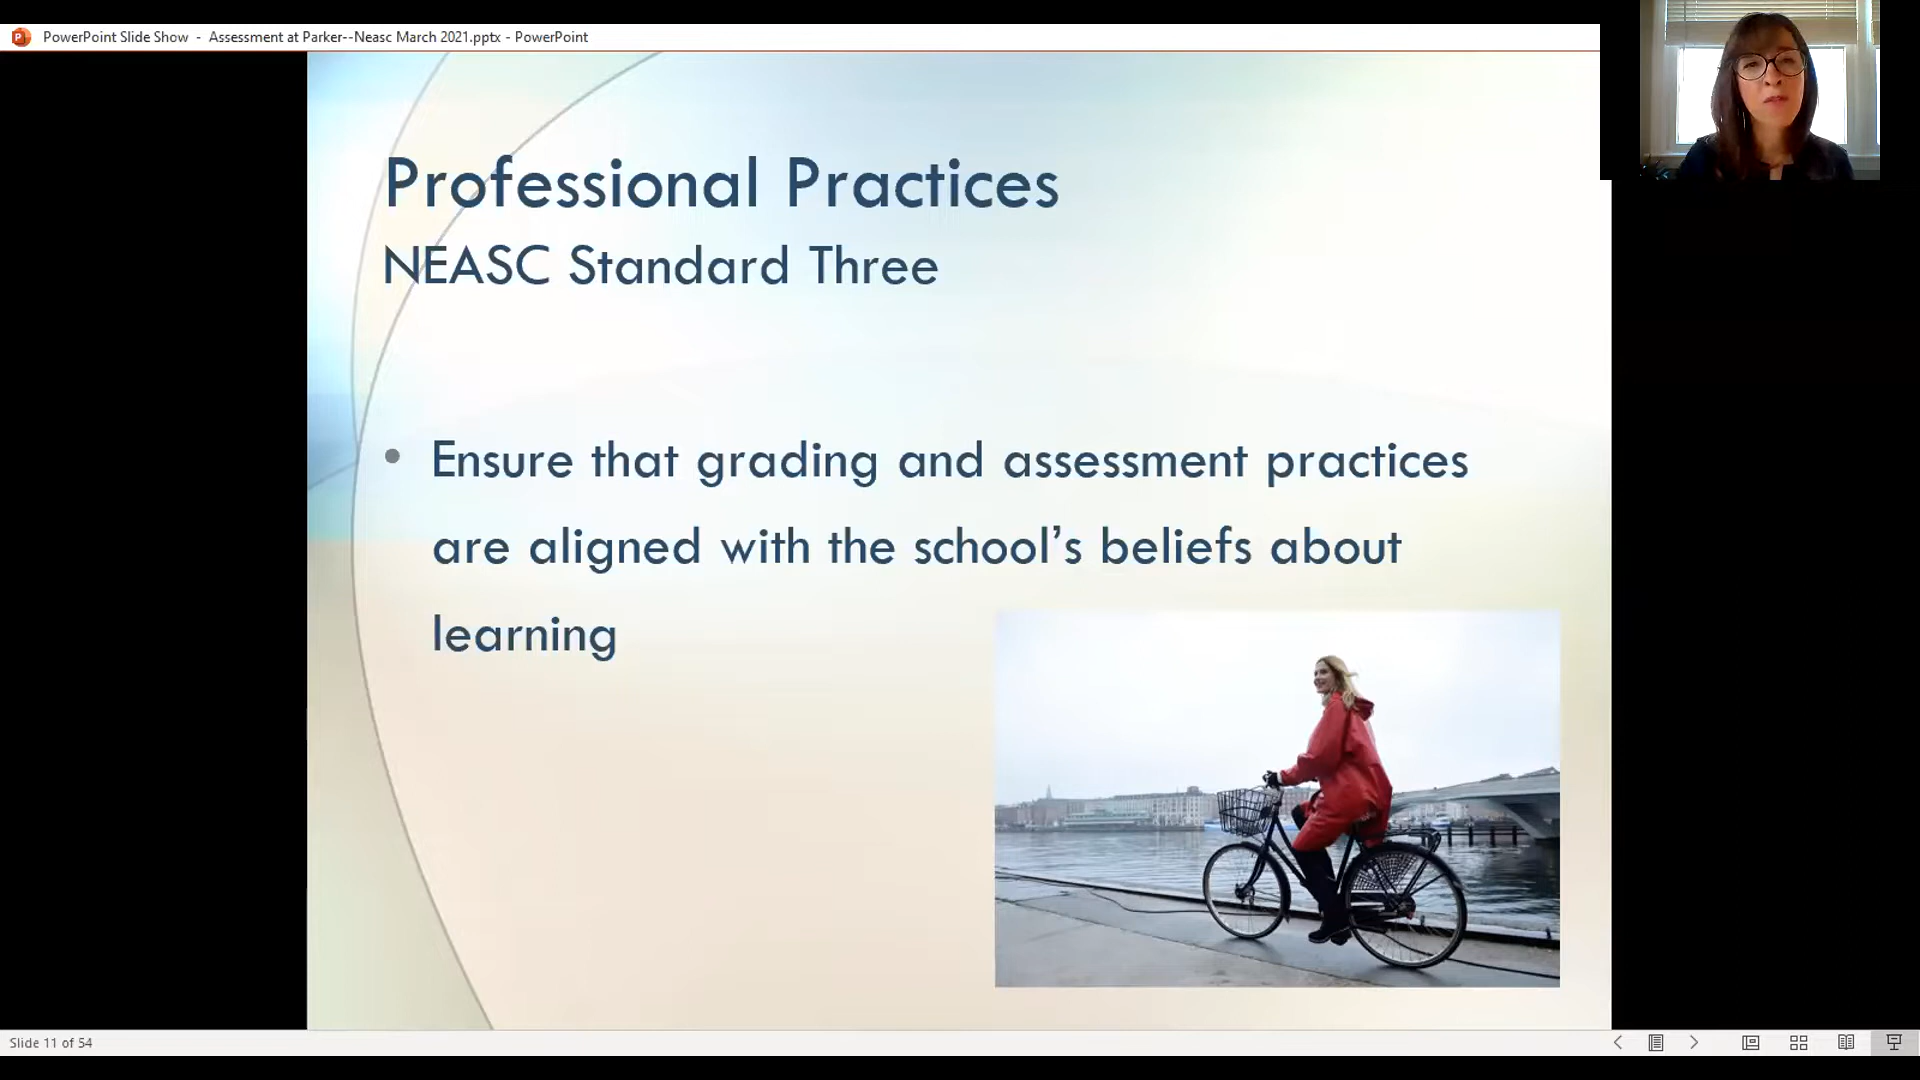 PowerPoint Slide Show - Assessment at Parker--Neasc March 2021.pptx - PowerPoint
Professional Practices
NEASC Standard Three
• Ensure that grading and assessment practices
are aligned with the school’s beliefs about
learning
Slide 11 of 54